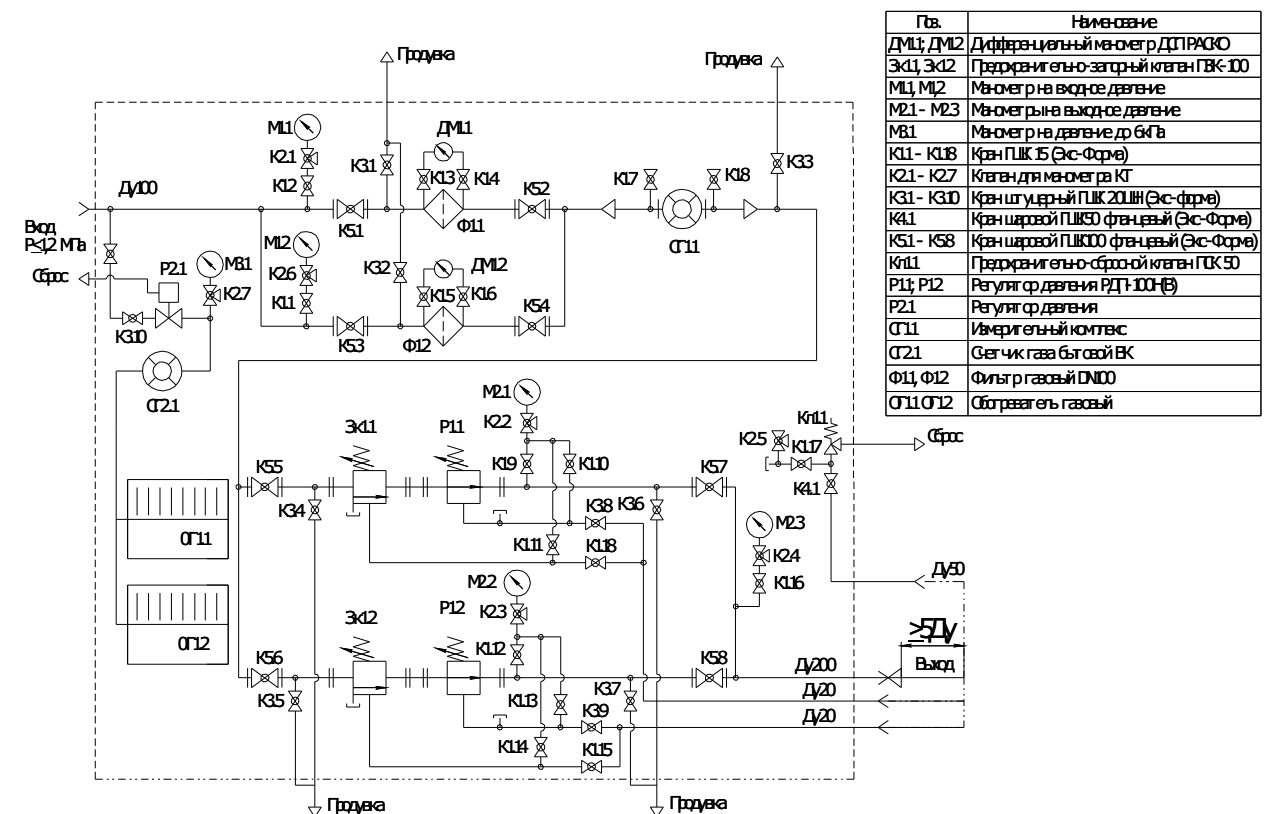 Продувка
Продувка
М1.1
ДМ1.1
К2.1
К3.1
К1.3
К1.4
К1.7
К1.8
К3.3
К1.2
К5.2
Ду100
Вход
Р≤1,2 МПа
К5.1
Ф1.1
СГ1.1
М1.2
Сброс
Р2.1
М3.1
К2.6
К3.2
ДМ1.2
К2.7
К1.1
К1.5
К1.6
К5.4
К3.10
К5.3
Ф1.2
СГ2.1
М2.1
К2.2
Зк1.1
Р1.1
К1.9
К1.10
Кл1.1
К2.5
К1.17
Сброс
К5.5
К5.7
К4.1
К3.4
К3.8
К3.6
ОГ1.1
К1.11
К1.18
М2.3
К2.4
К1.16
М2.2
Ду50
К2.3
Зк1.2
Р1.2
ОГ1.2
К1.12
≥5Ду
К5.6
К5.8
Ду200
Выход
К3.5
К1.13
К3.7
Ду20
К3.9
Ду20
К1.14
К1.15
Продувка
Продувка
Поз. Наименование
ДМ1.1; ДМ1.2 Дифференциальный манометр ДСП РАСКО
Зк1.1, Зк1.2 Предохранительно-запорный клапан ПЗК-100
М1.1, М1,2 Манометр на входное давление
М2.1 - М2.3 Манометры на выходное давление
М3.1 Манометр на давление до 6кПа
К1.1 - К1.18 Кран ПШК 15 (Экс-Форма)
К2.1 - К2.7 Клапан для манометра КТ
К3.1 - К3.10 Кран штуцерный ПШК 20ШН (Экс-форма)
К4.1 Кран шаровой ПШК50 фланцевый (Экс-Форма)
К5.1 - К5.8 Кран шаровой ПШК100 фланцевый (Экс-Форма)
Кл1.1 Предохранительно-сбросной клапан ПСК 50
Р1.1; Р1.2 Регулятор давления РДП-100Н(В)
Р2.1 Регулятор давления
СГ1.1 Измерительный комплекс
СГ2.1 Счетчик газа бытовой ВК
Ф1.1, Ф1.2 Фильтр газовый DN100
ОГ1.1 ОГ1.2 Обогреватель газовый